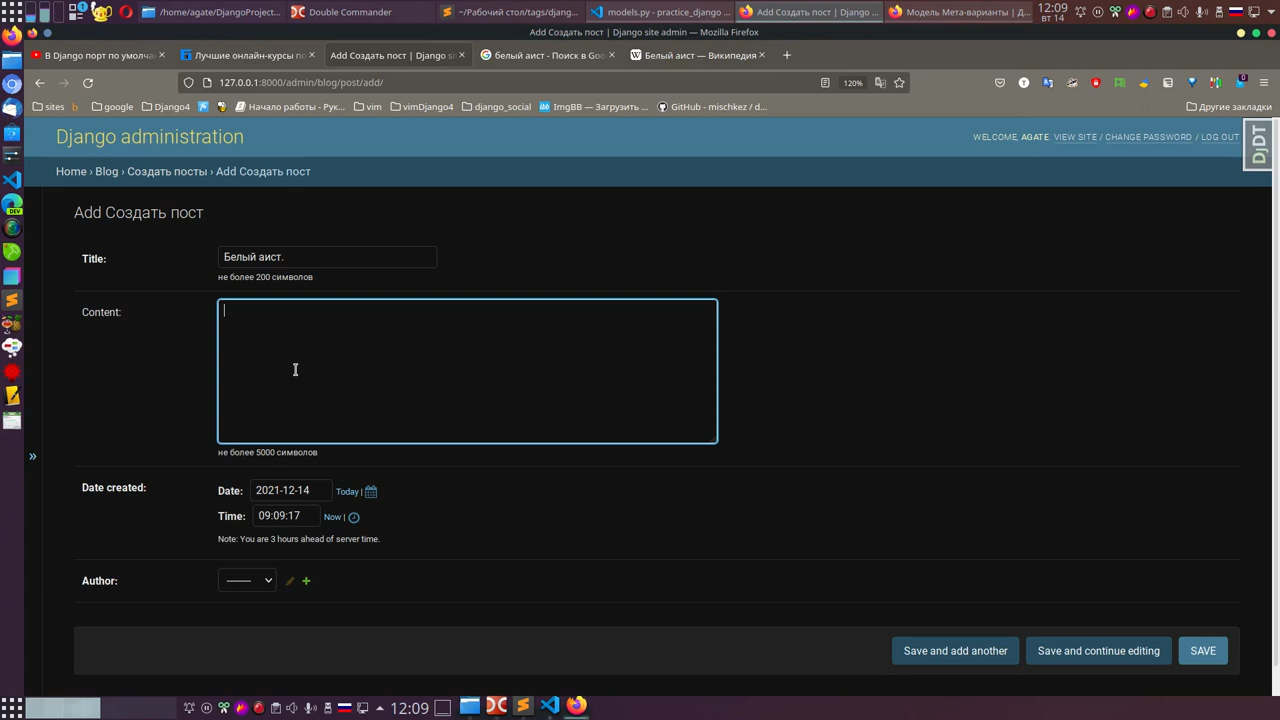 /home/agate/DjangoProject...
Double Commander
~/Рабочий стол/tags/djang...
models.py - practice_django ...
Add Создать пост | Django ...
Модель Мета-варианты | Д...
12:09
вт 14
Add Создать пост | Django site admin — Mozilla Firefox
В Django порт по умолча
Лучшие онлайн-курсы по
Add Создать пост | Django si
белый аист - Поиск в Goo
Белый аист — Википедия
127.0.0.1:8000/admin/blog/post/add/
120%
sites
google
Django4
Начало работы - Рук...
vim
vimDjango4
django_social
ImgBB — Загрузить ...
GitHub - mischkez / d...
Другие закладки
Django administration
WELCOME, AGATE. VIEW SITE / CHANGE PASSWORD / LOG OUT
DjDT
Home › Blog › Создать посты › Add Создать пост
Add Создать пост
Title:
Белый аист.
не более 200 символов
Content:
не более 5000 символов
Date created:
Date: 2021-12-14 Today |
Time: 09:09:17 Now |
Note: You are 3 hours ahead of server time.
Author:
Save and add another
Save and continue editing
SAVE
12:09